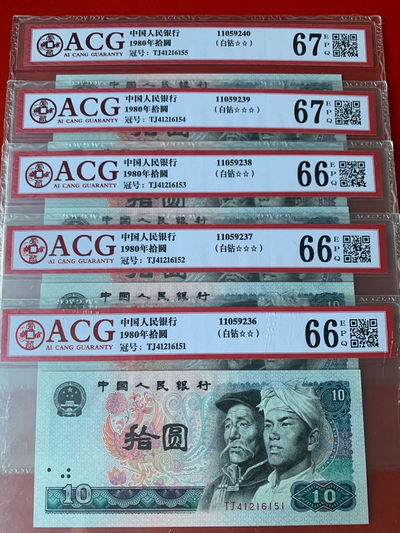 ACG
AI CANG GUARANTY
中国人民银行
1980年拾圆
冠号: TJ41216155
11059240
(白钻☆☆)
67 EPQ
ACG
AI CANG GUARANTY
中国人民银行
1980年拾圆
冠号: TJ41216154
11059239
(白钻☆☆☆)
67 EPQ
ACG
AI CANG GUARANTY
中国人民银行
1980年拾圆
冠号: TJ41216153
11059238
(白钻☆☆)
66 EPQ
ACG
AI CANG GUARANTY
中国人民银行
1980年拾圆
冠号: TJ41216152
11059237
(白钻☆☆☆)
66 EPQ
ACG
AI CANG GUARANTY
中国人民银行
1980年拾圆
冠号: TJ41216151
11059236
(白钻☆☆)
66 EPQ
中国人民银行
10
拾圆
10
TJ41216151
10